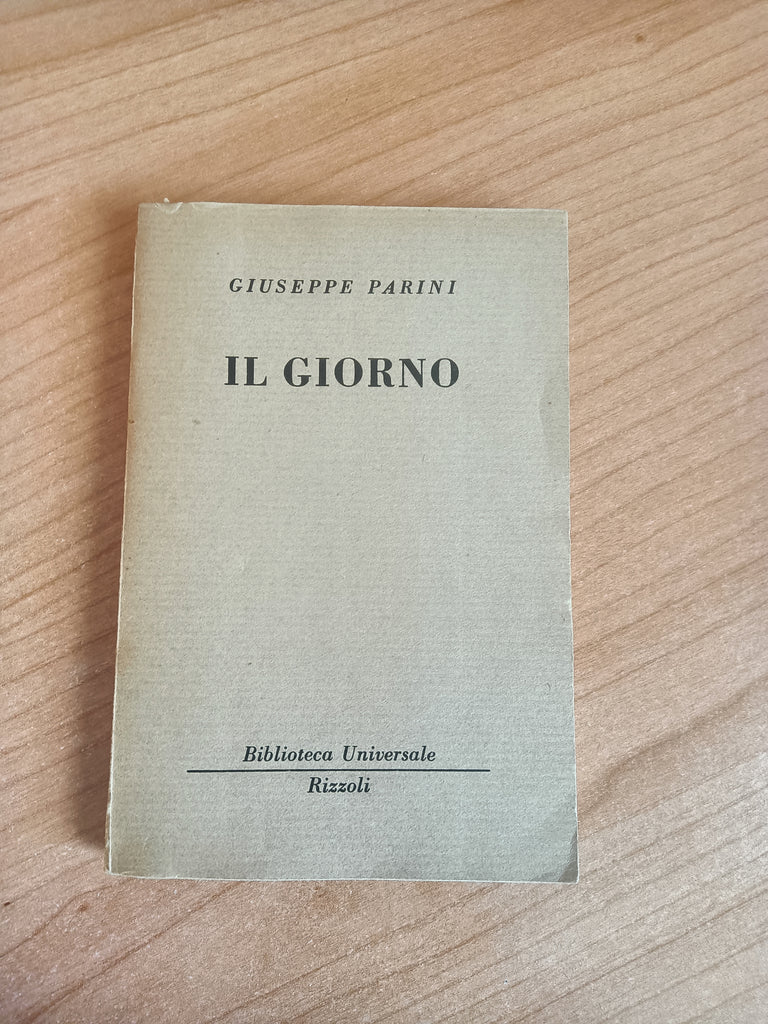 GIUSEPPE PARINI
IL GIORNO
Biblioteca Universale
Rizzoli